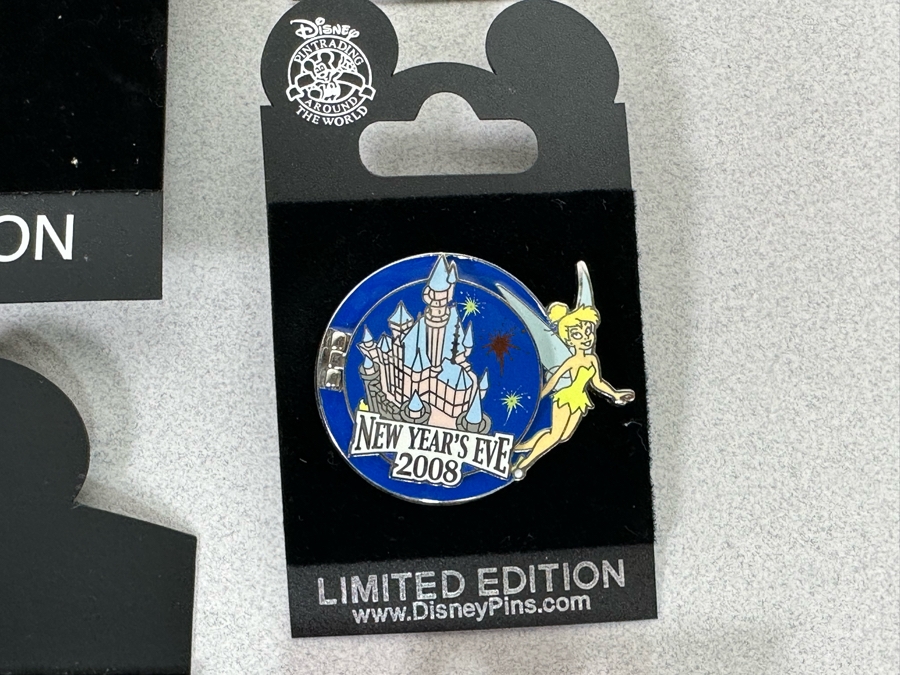 Disney
PIN TRADING
AROUND
THE WORLD
ON
NEW YEAR'S EVE
2008
LIMITED EDITION
www.DisneyPins.com